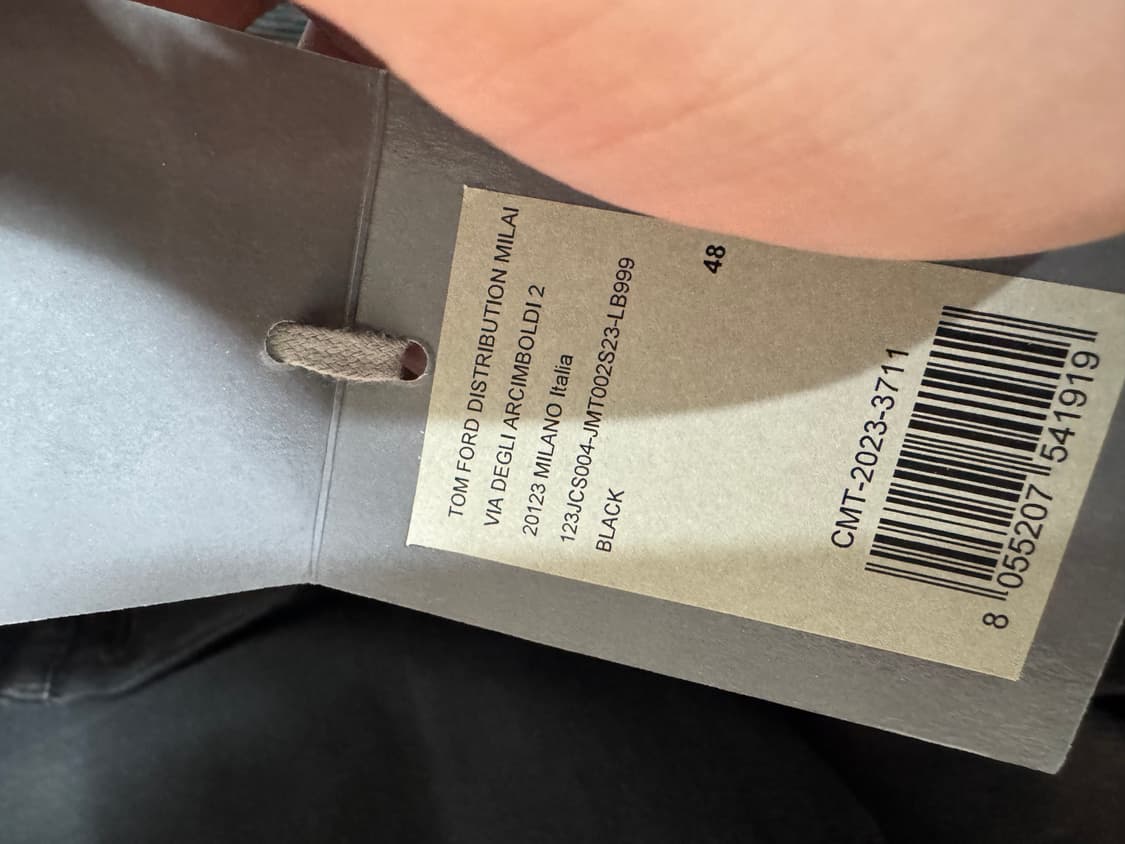 TOM FORD DISTRIBUTION MILAI
VIA DEGLI ARCIMBOLDI 2
20123 MILANO Italia
123JCS004-JMT002S23-LB999
BLACK
48
CMT-2023-3711
8 055207 541919